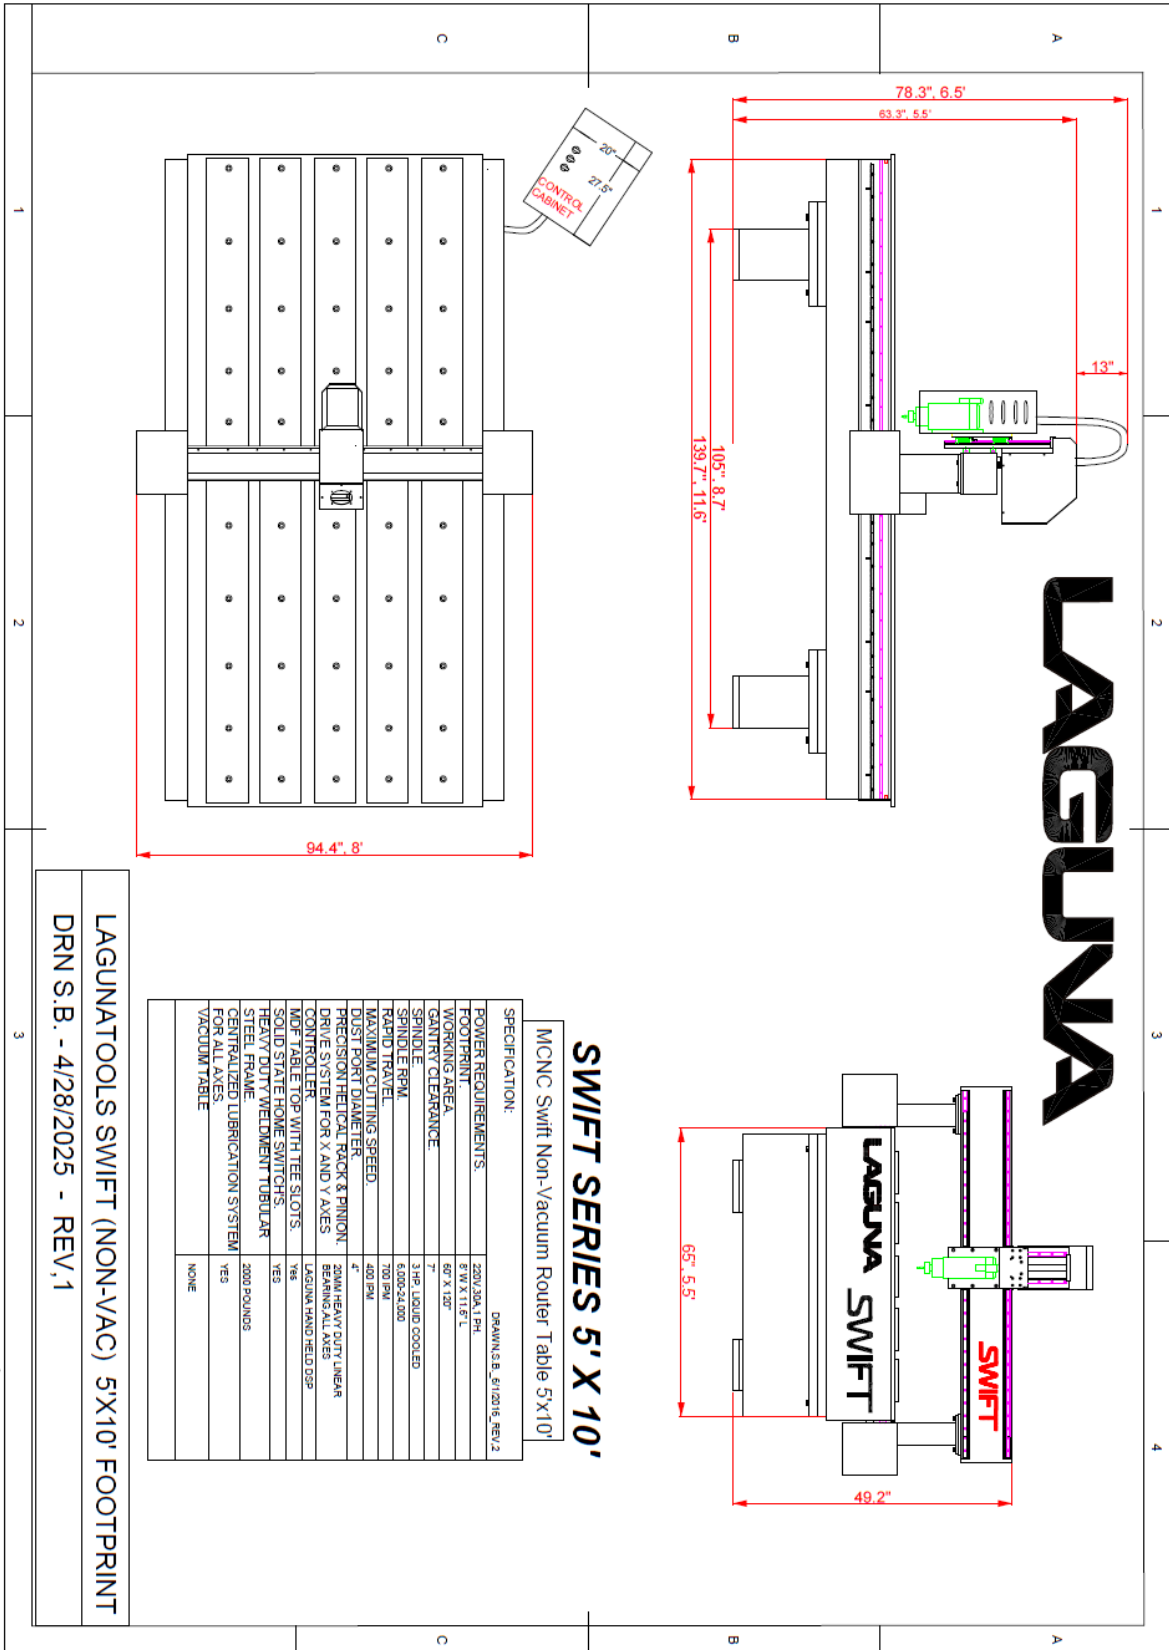 C
B
A
1
2
3
1
2
3
4
C
B
A
78.3", 6.5'
63.3", 5.5'
13"
105", 8.7'
139.7", 11.6'
20"
27.5"
CONTROL
CABINET
94.4", 8'
LAGUNA
SWIFT
LAGUNA SWIFT
65", 5.5'
49.2"
SWIFT SERIES 5' X 10'
MCNC Swift Non-Vacuum Router Table 5'x10'
SPECIFICATION: DRAWN,S.B._6/1/2016_REV.2
POWER REQUIREMENTS. 220V,30A,1 PH.
FOOTPRINT. 8' W X 11.6' L
WORKING AREA. 60" X 120"
GANTRY CLEARANCE. 7"
SPINDLE. 3 HP, LIQUID COOLED
SPINDLE RPM. 6,000-24,000
RAPID TRAVEL. 700 IPM
MAXIMUM CUTTING SPEED. 400 IPM
DUST PORT DIAMETER. 4"
PRECISION HELICAL RACK & PINION. 20MM HEAVY DUTY LINEAR
DRIVE SYSTEM FOR X AND Y AXES BEARING,ALL AXES
CONTROLLER. LAGUNA HAND HELD DSP
MDF TABLE TOP WITH TEE SLOTS. Yes
SOLID STATE HOME SWITCH'S. YES
HEAVY DUTY WELDMENT TUBULAR
STEEL FRAME. 2000 POUNDS
CENTRALIZED LUBRICATION SYSTEM YES
FOR ALL AXES.
VACUUM TABLE NONE
LAGUNATOOLS SWIFT (NON-VAC) 5'X10' FOOTPRINT
DRN S.B. - 4/28/2025 - REV,1